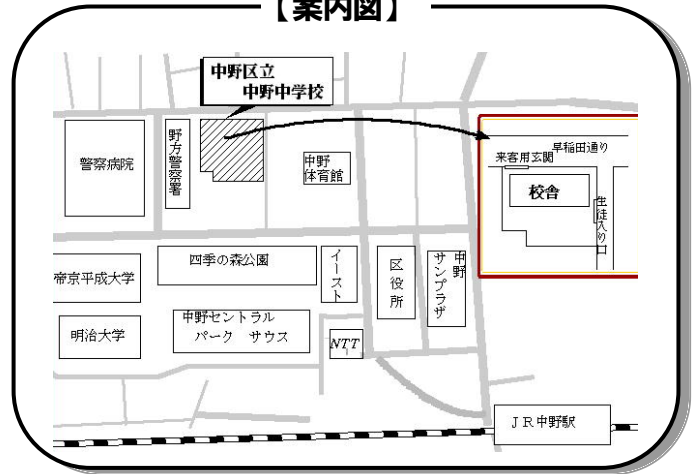 【案内図】
中野区立
中野中学校
警察病院
野方警察署
中野
体育館
早稲田通り
来客用玄関
校舎
生徒入り口
帝京平成大学
四季の森公園
イースト
区役所
中野
サンプラザ
明治大学
中野セントラル
パーク　サウス
NTT
ＪＲ中野駅